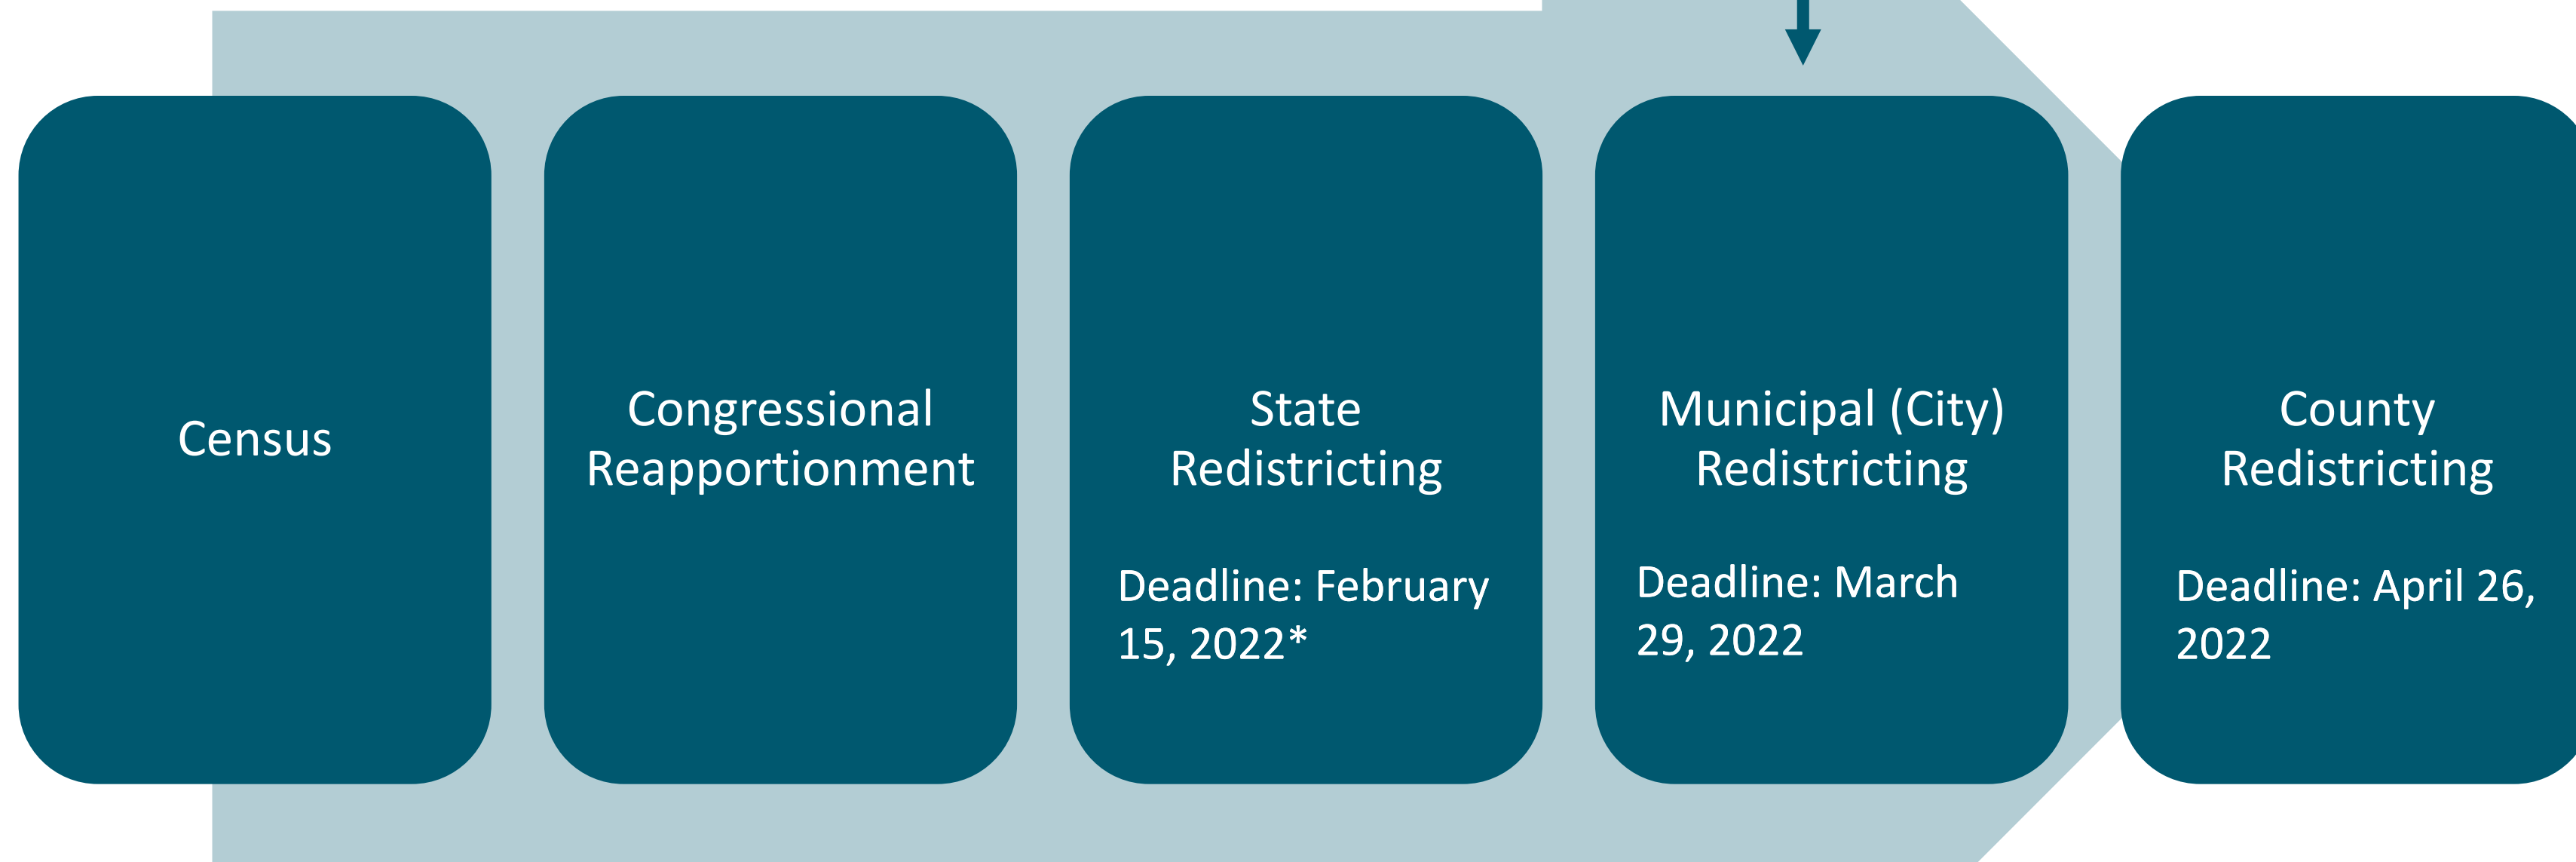 Census
Congressional
Reapportionment
State
Redistricting
Deadline: February
15, 2022*
Municipal (City)
Redistricting
Deadline: March
29, 2022
County
Redistricting
Deadline: April 26,
2022